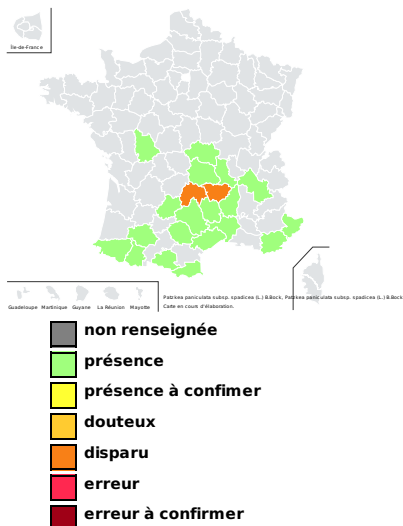 Île-de-France
Guadeloupe Martinique Guyane La Réunion Mayotte
Patzkea paniculata subsp. spadicea (L.) B.Bock, Patzkea paniculata subsp. spadicea (L.) B.Bock
Carte en cours d'élaboration.
non renseignée
présence
présence à confimer
douteux
disparu
erreur
erreur à confirmer